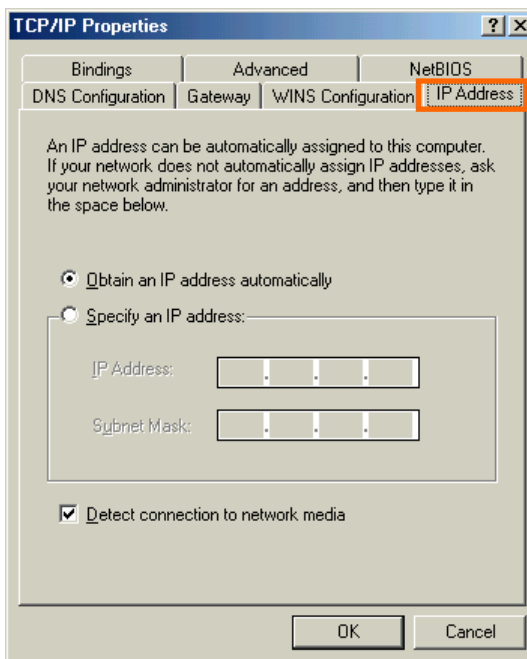 TCP/IP Properties
Bindings Advanced NetBIOS
DNS Configuration Gateway WINS Configuration IP Address
An IP address can be automatically assigned to this computer.
If your network does not automatically assign IP addresses, ask
your network administrator for an address, and then type it in
the space below.
Obtain an IP address automatically
Specify an IP address:
IP Address:
. . .
Subnet Mask:
. . .
Detect connection to network media
OK Cancel